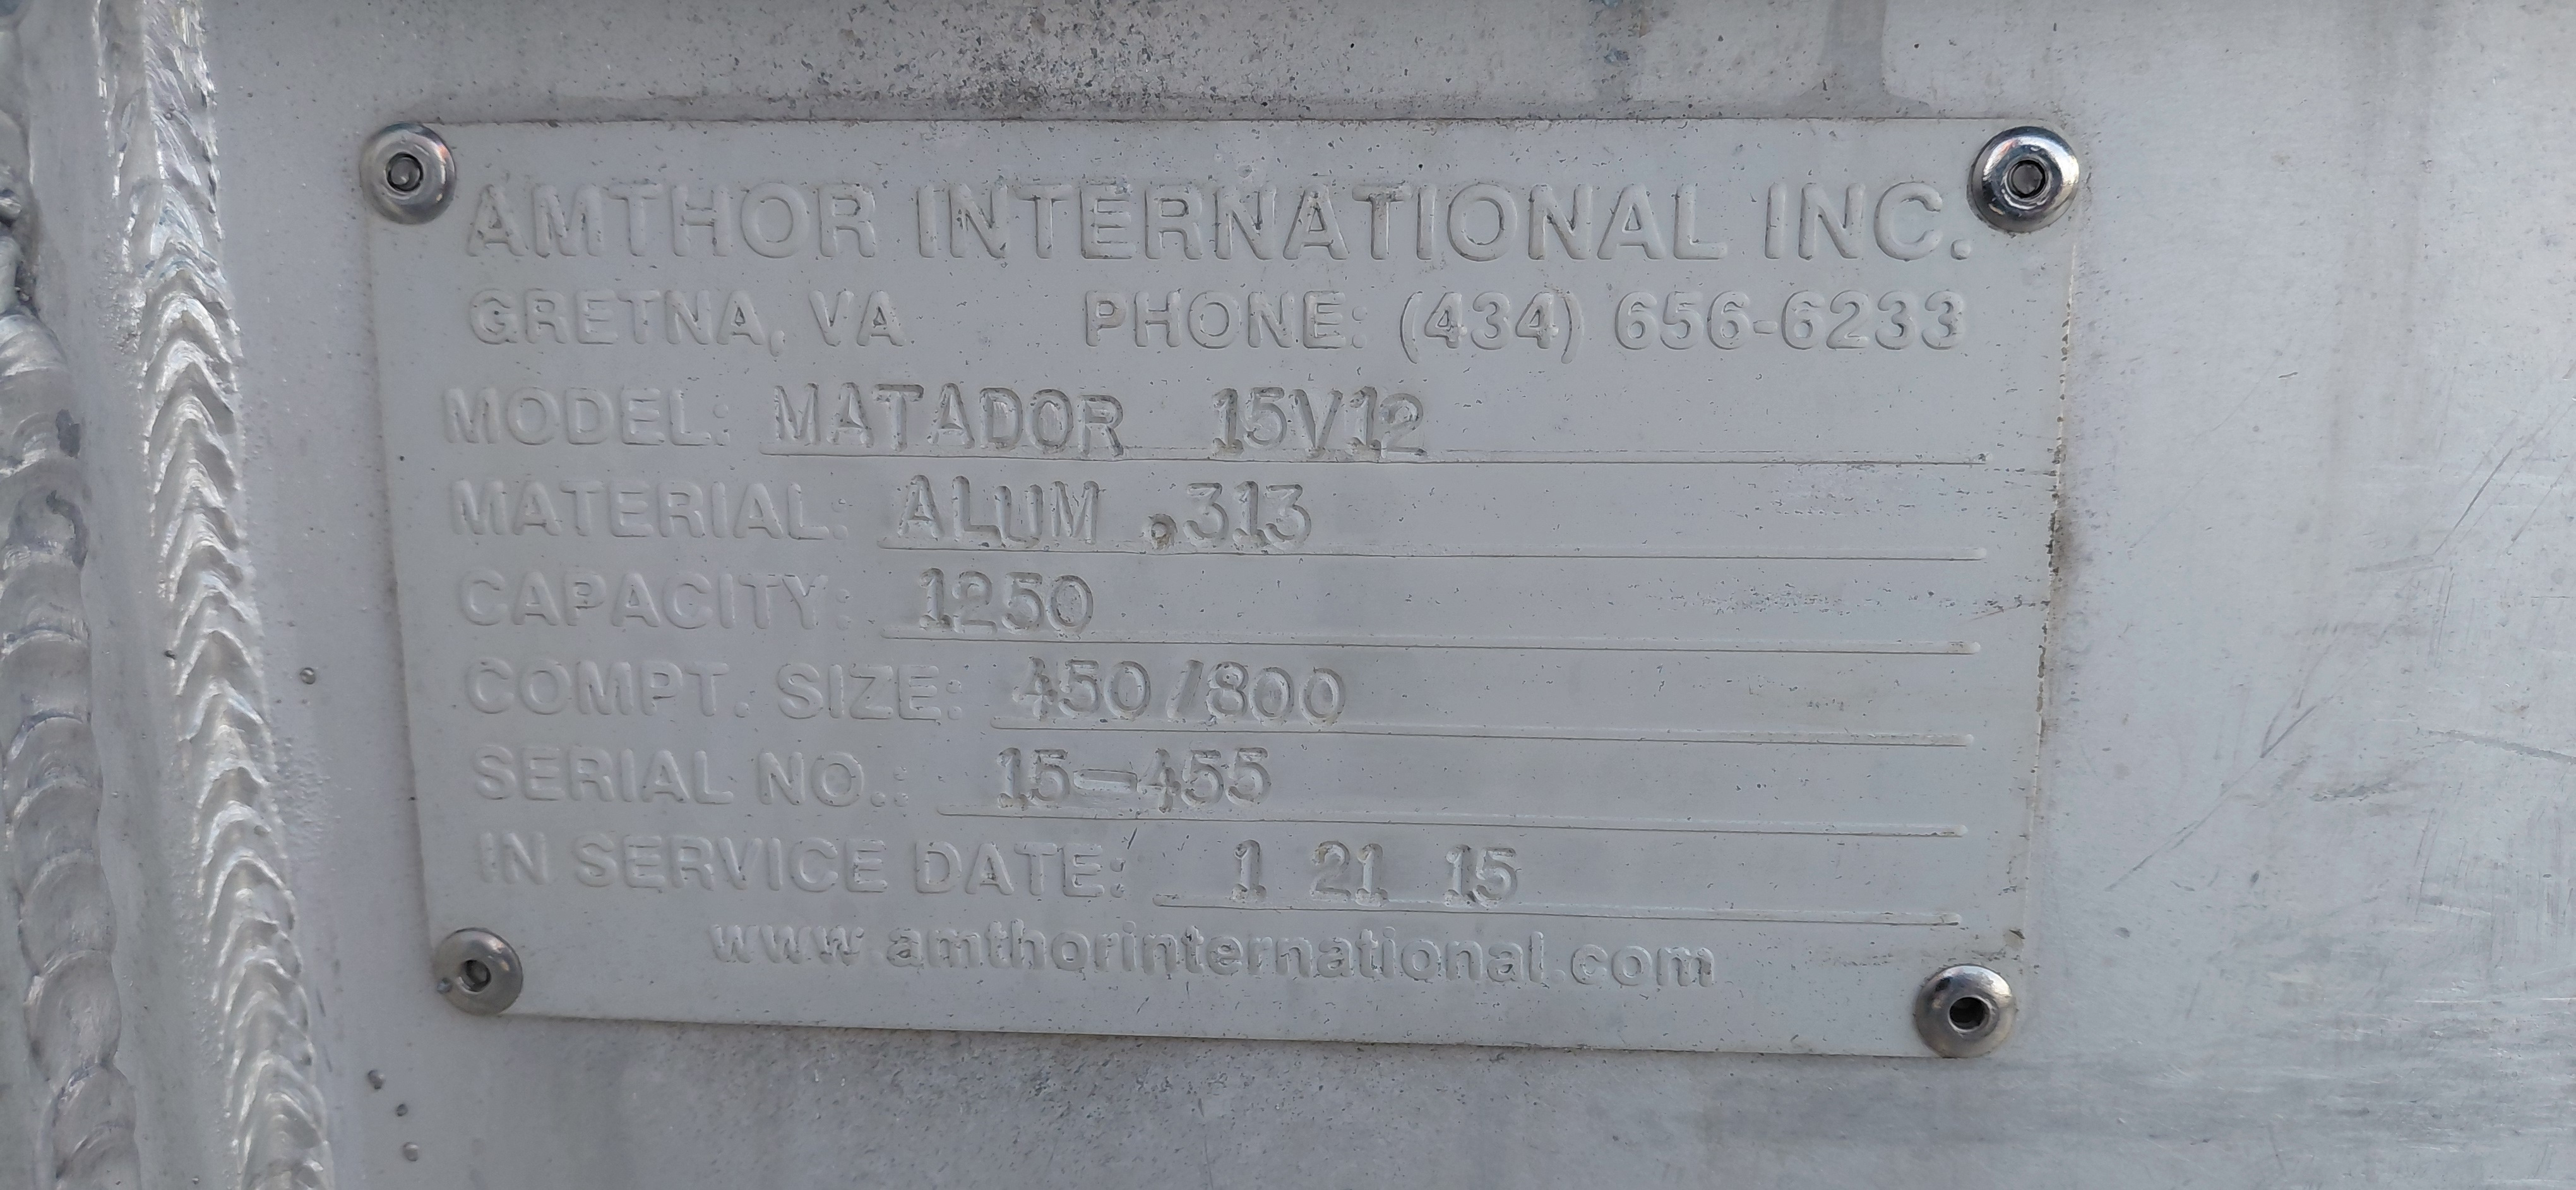 AMTHOR INTERNATIONAL INC.
GRETNA, VA PHONE: (434) 656-6233
MODEL: MATADOR 15V12
MATERIAL: ALUM .313
CAPACITY: 1250
COMPT. SIZE: 450/800
SERIAL NO.: 15-455
IN SERVICE DATE: 1 21 15
www.amthorinternational.com